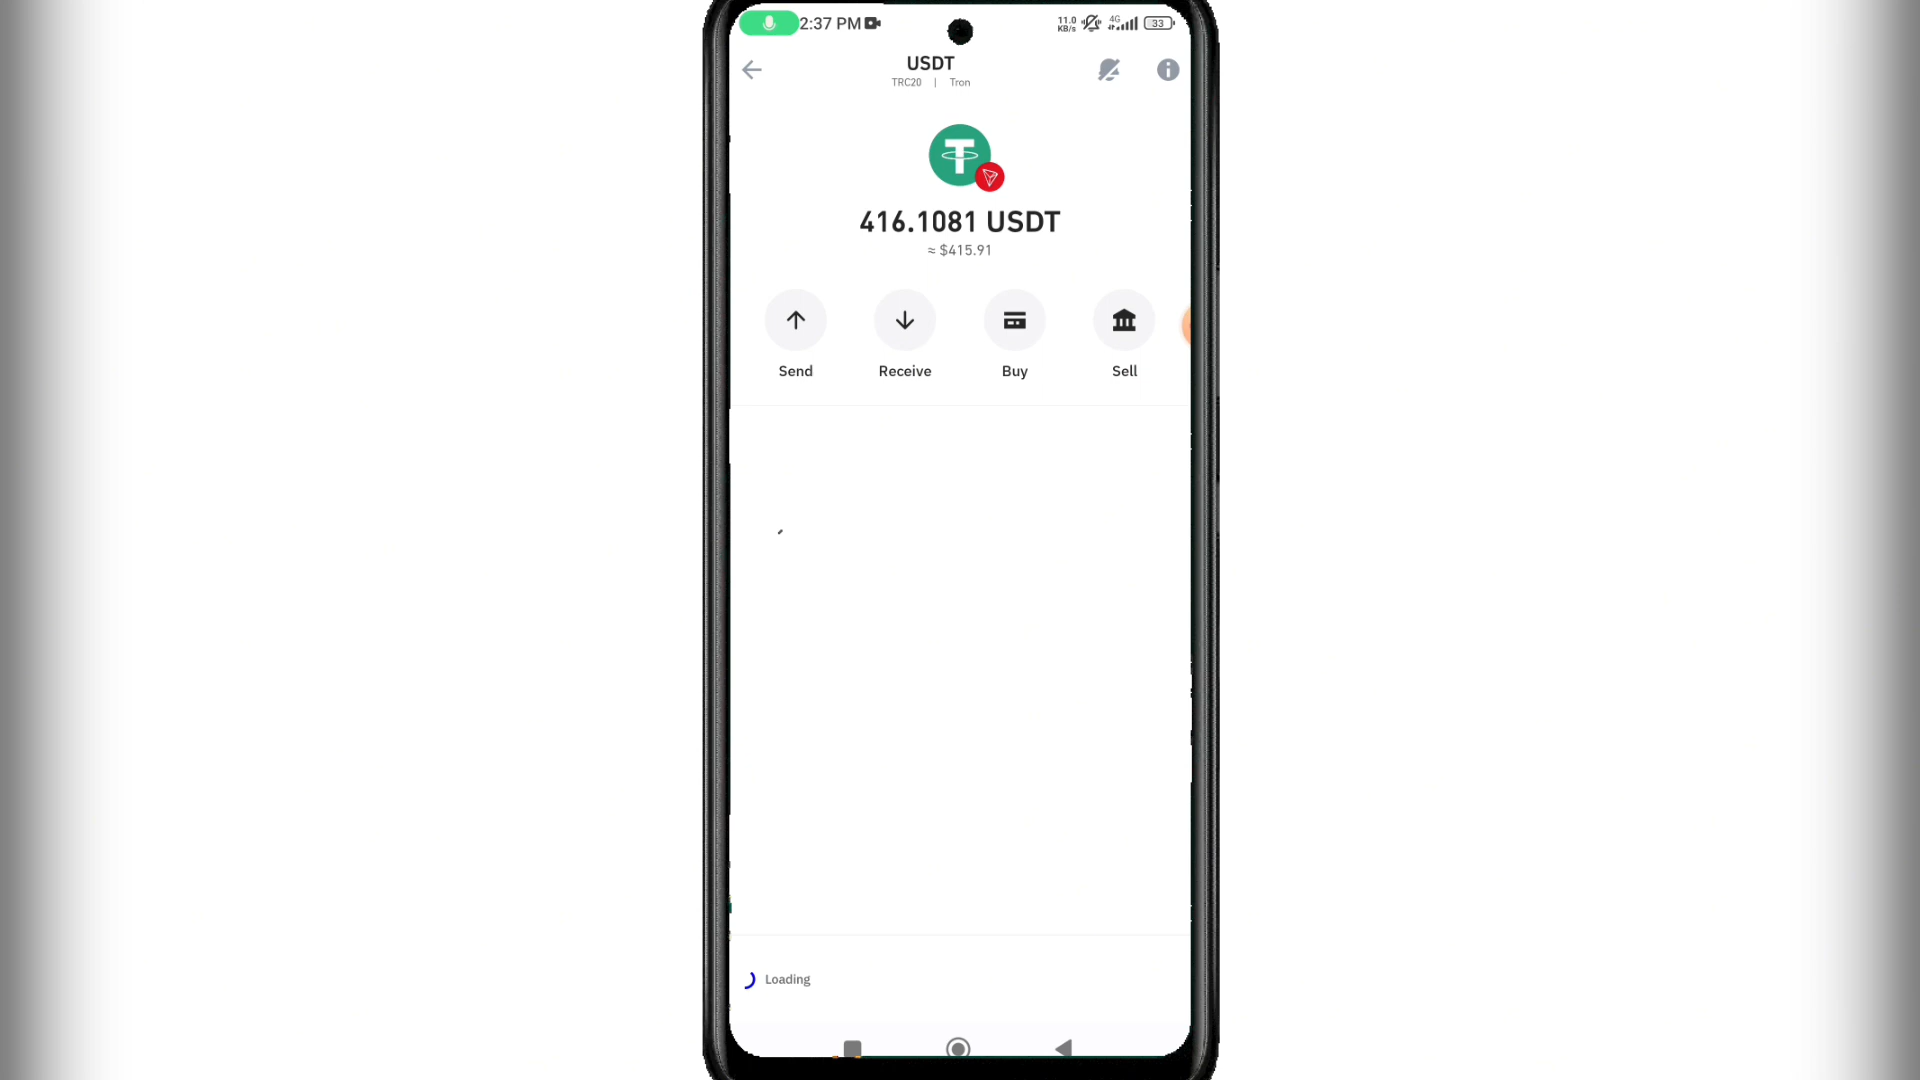 2:37 PM
11.0 KB/s 4G 33
USDT
TRC20 | Tron
416.1081 USDT
≈ $415.91
Send Receive Buy Sell
Loading